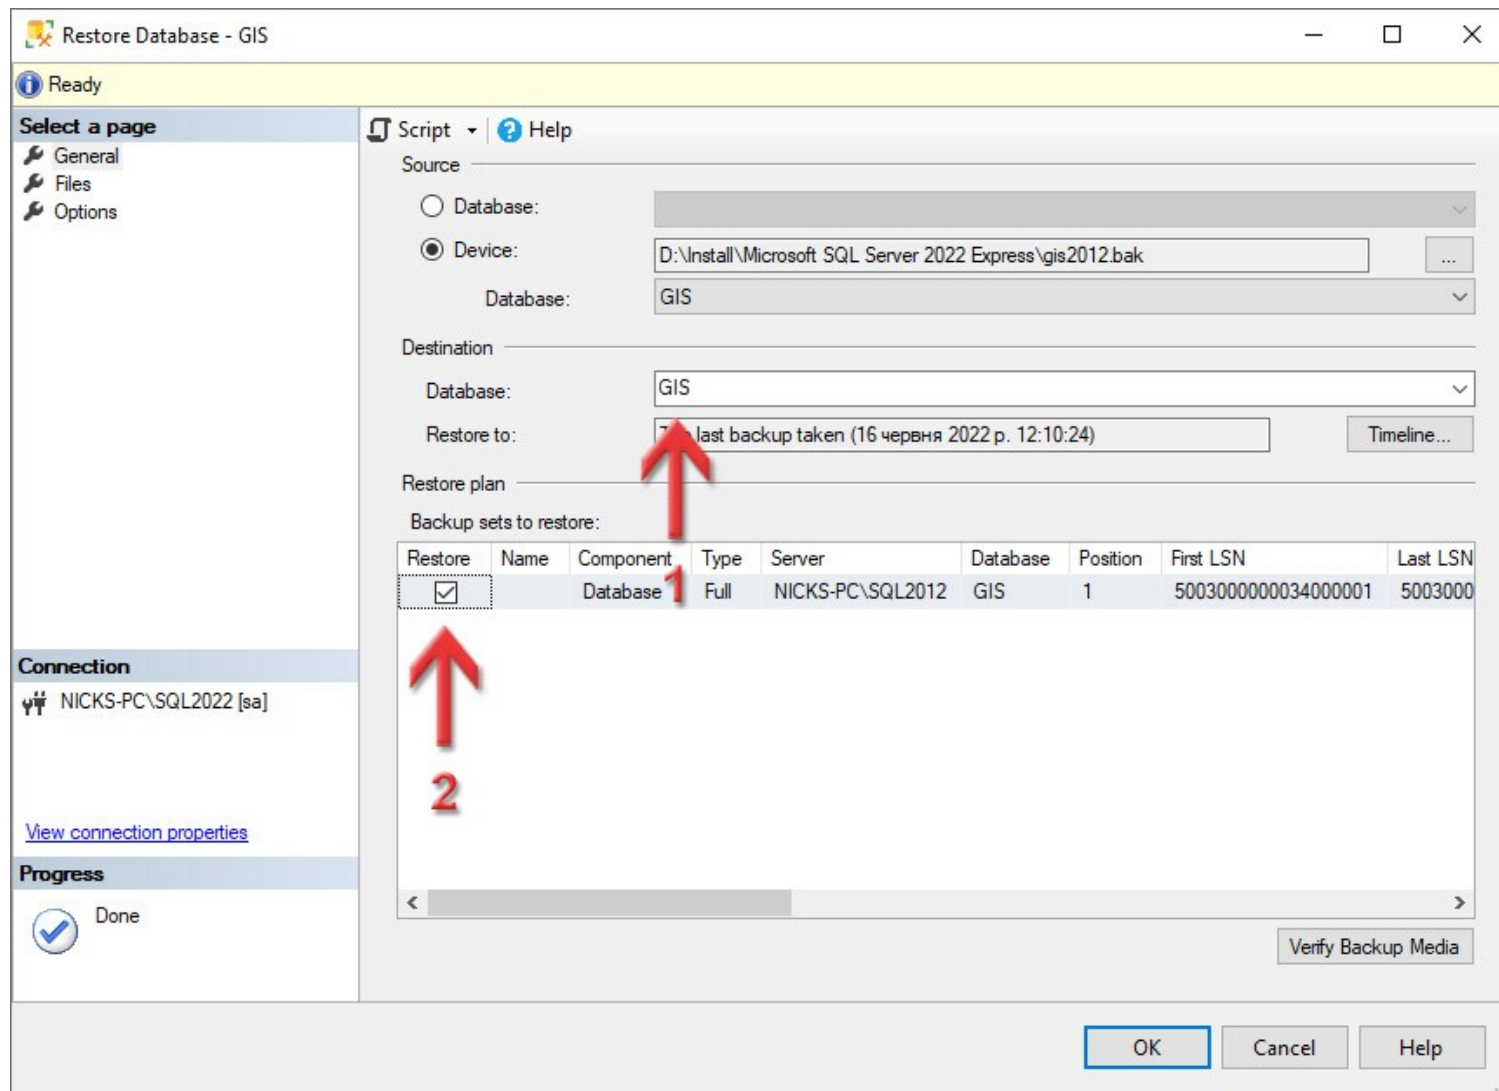 Restore Database - GIS
Ready
Select a page
General
Files
Options
Script
Help
Source
Database:
Device:
D:\Install\Microsoft SQL Server 2022 Express\gis2012.bak
...
Database:
GIS
Destination
Database:
GIS
Restore to:
last backup taken (16 червня 2022 р. 12:10:24)
Timeline...
Restore plan
Backup sets to restore:
Restore Name Component Type Server Database Position First LSN Last LSN
Database Full NICKS-PC\SQL2012 GIS 1 5003000000034000001 5003000
1
2
Connection
NICKS-PC\SQL2022 [sa]
View connection properties
Progress
Done
Verify Backup Media
OK
Cancel
Help